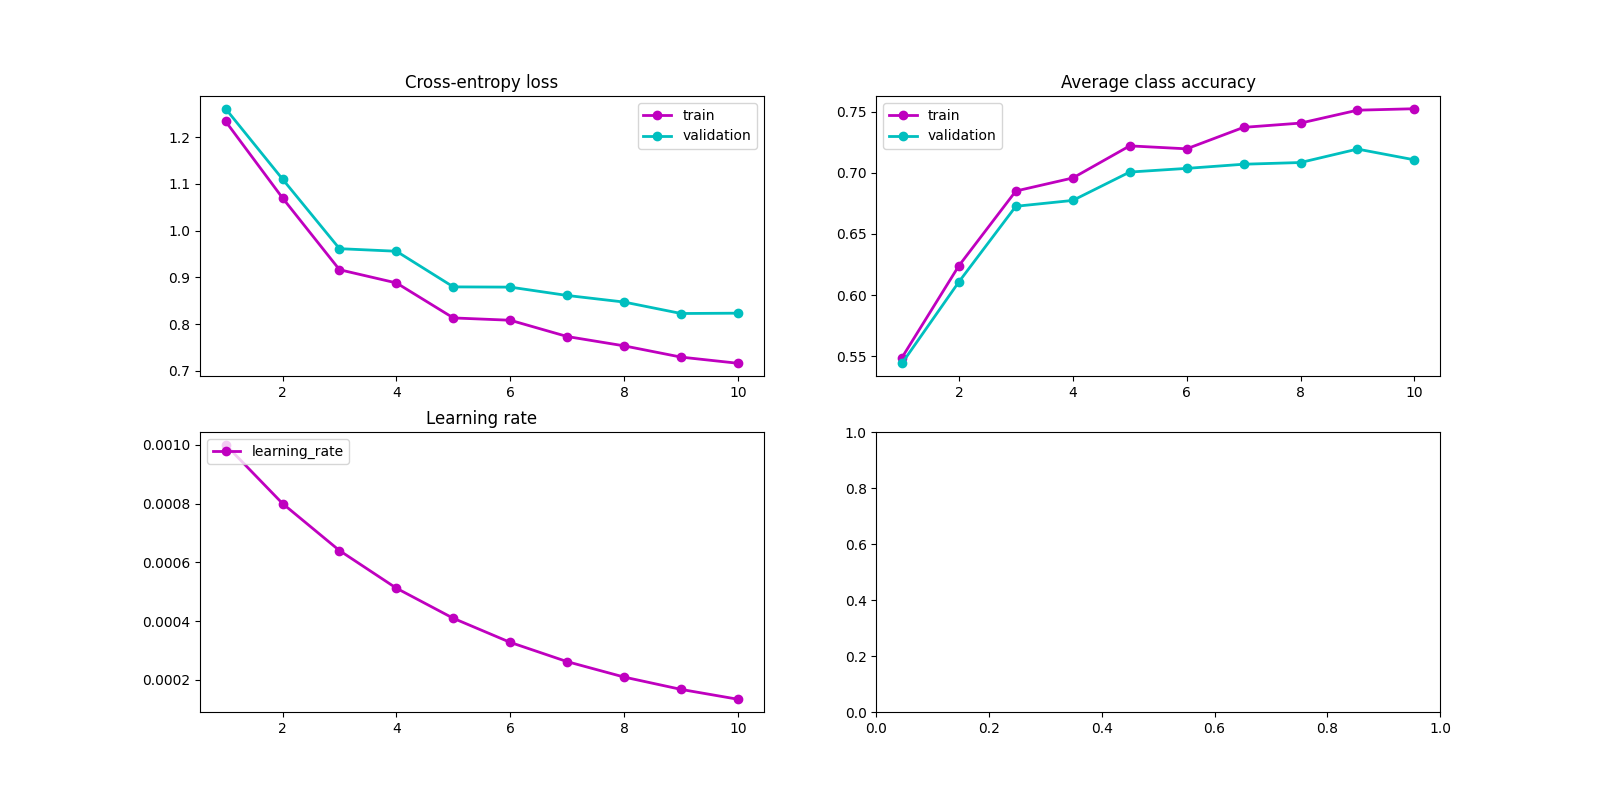 Cross-entropy loss
train
validation
1.2
1.1
1.0
0.9
0.8
0.7
2 4 6 8 10
Average class accuracy
train
validation
0.75
0.70
0.65
0.60
0.55
2 4 6 8 10
Learning rate
learning_rate
0.0010
0.0008
0.0006
0.0004
0.0002
2 4 6 8 10
1.0
0.8
0.6
0.4
0.2
0.0
0.0 0.2 0.4 0.6 0.8 1.0